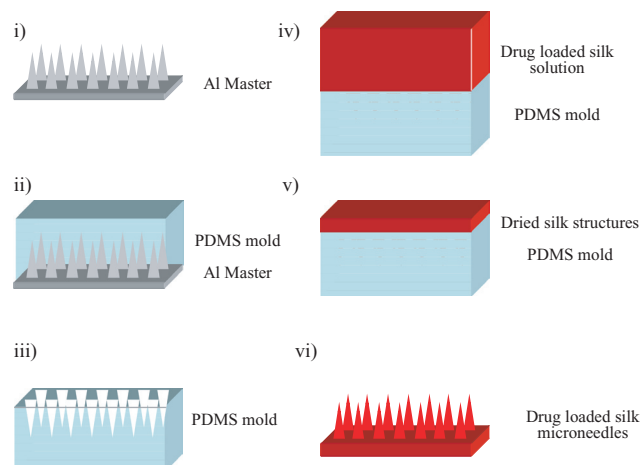 i)
Al Master
ii)
PDMS mold
Al Master
iii)
PDMS mold
iv)
Drug loaded silk
solution
PDMS mold
v)
Dried silk structures
PDMS mold
vi)
Drug loaded silk
microneedles